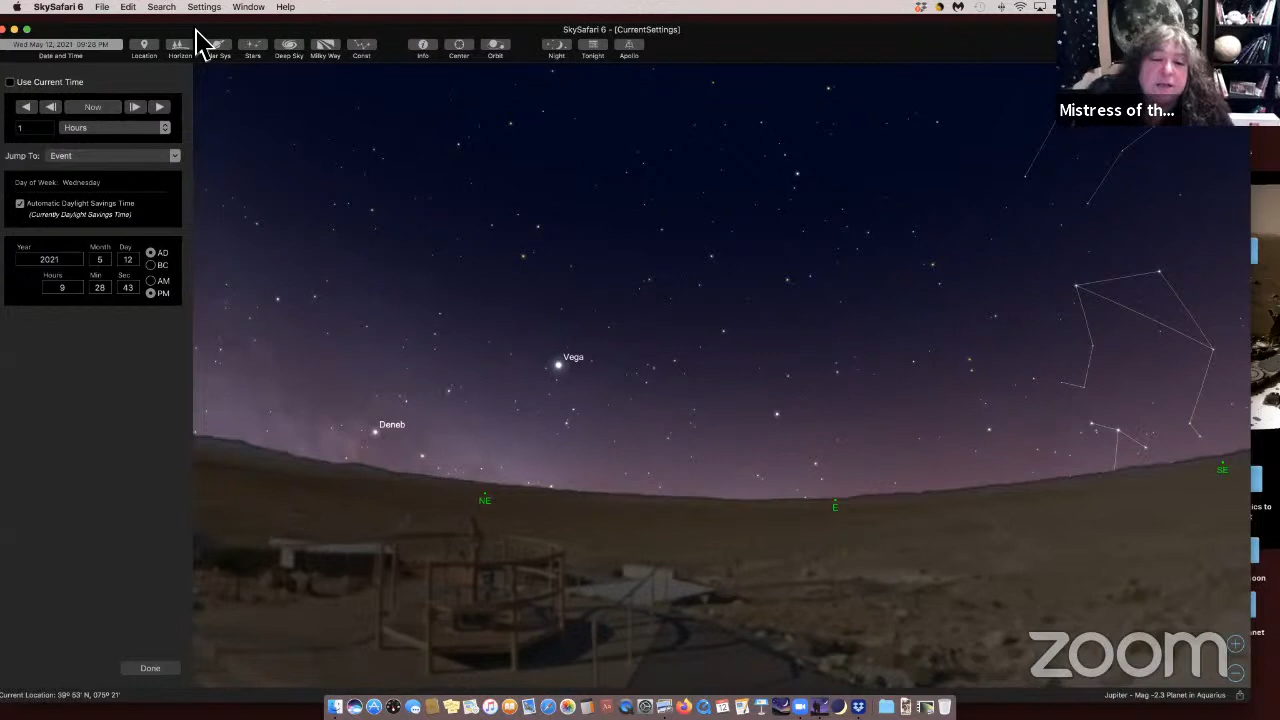 SkySafari 6 File Edit Search Settings Window Help
SkySafari 6 - [CurrentSettings]
Wed May 12, 2021 09:28 PM
Date and Time Location Horizon Stars Deep Sky Milky Way Const Info Center Orbit Night Tonight Apollo
Use Current Time
Now
1 Hours
Jump To: Event
Day of Week: Wednesday
Automatic Daylight Savings Time
(Currently Daylight Savings Time)
Year Month Day
2021 5 12
AD
BC
Hours Min Sec
9 28 43
AM
PM
Done
Mistress of th...
Vega
Deneb
NE
E
SE
zoom
Current Location: 39° 53' N, 075° 21'
Jupiter - Mag -2.3 Planet in Aquarius